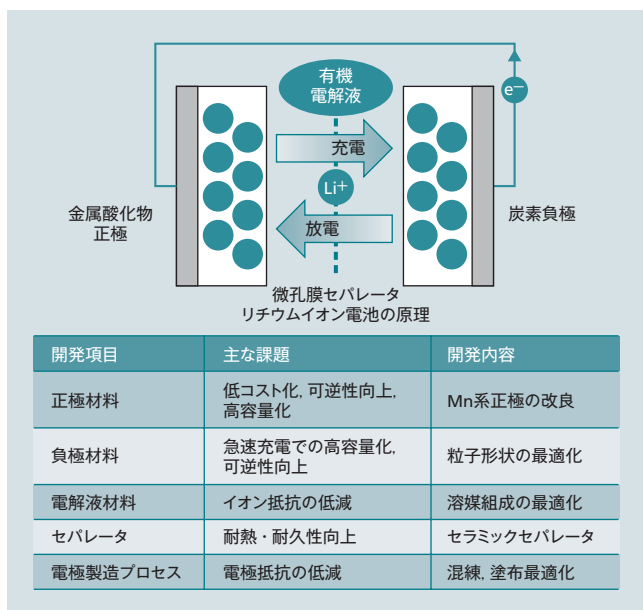 有機
電解液
e−
充電
Li+
放電
金属酸化物
正極
炭素負極
微孔膜セパレータ
リチウムイオン電池の原理
開発項目 主な課題 開発内容
正極材料 低コスト化, 可逆性向上,
高容量化 Mn系正極の改良
負極材料 急速充電での高容量化,
可逆性向上 粒子形状の最適化
電解液材料 イオン抵抗の低減 溶媒組成の最適化
セパレータ 耐熱・耐久性向上 セラミックセパレータ
電極製造プロセス 電極抵抗の低減 混練, 塗布最適化